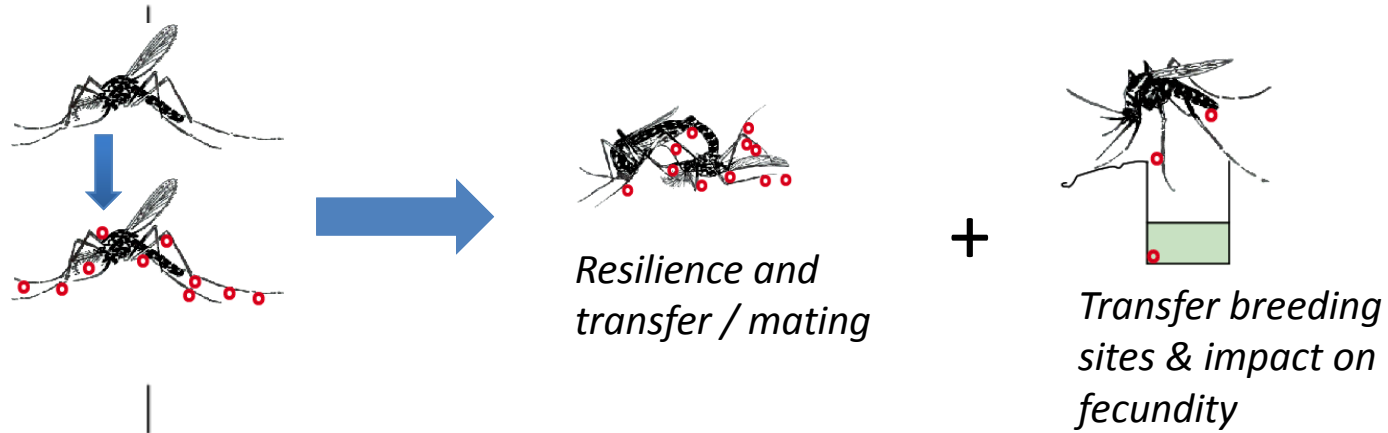 Resilience and
transfer / mating
+
Transfer breeding
sites & impact on
fecundity